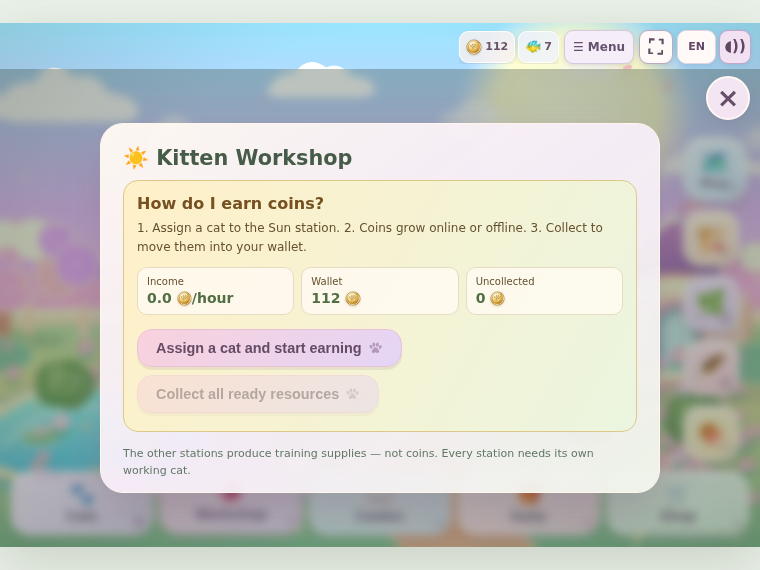 112
7
☰ Menu
EN
☀️ Kitten Workshop
How do I earn coins?
1. Assign a cat to the Sun station. 2. Coins grow online or offline. 3. Collect to
move them into your wallet.
Income
0.0 /hour
Wallet
112
Uncollected
0
Assign a cat and start earning
Collect all ready resources
The other stations produce training supplies — not coins. Every station needs its own
working cat.